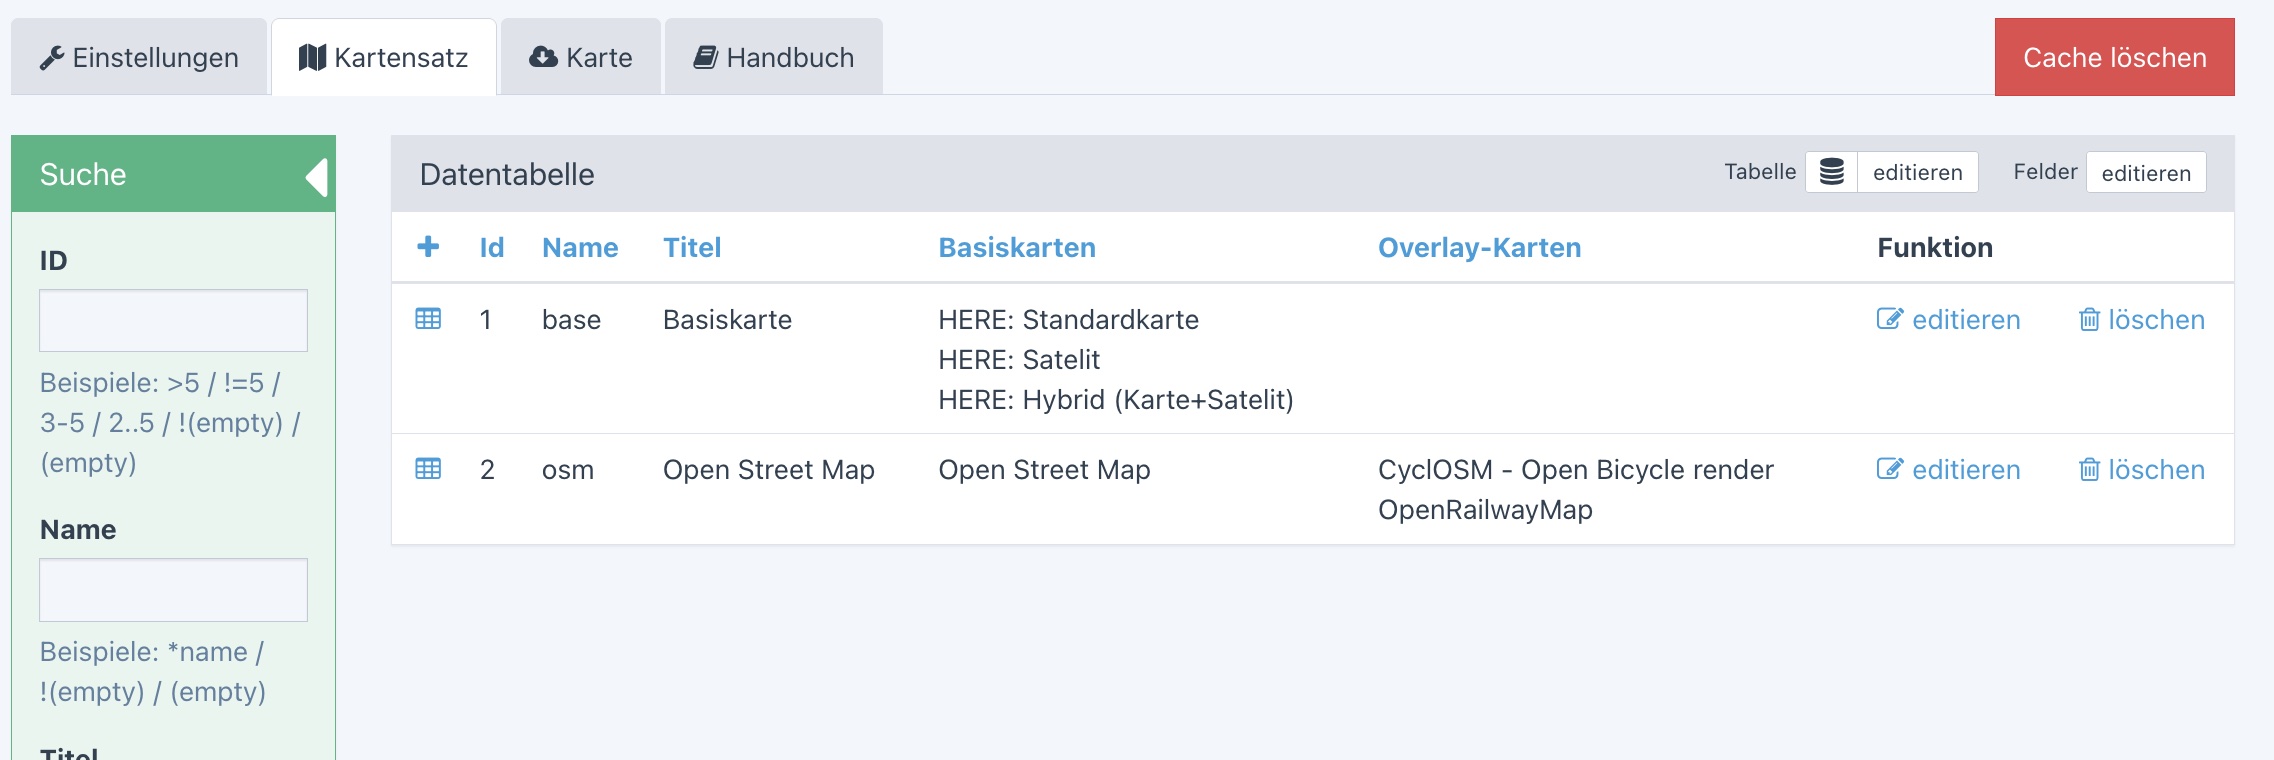 Einstellungen Kartensatz Karte Handbuch Cache löschen
Suche
ID
Beispiele: >5 / !=5 /
3-5 / 2..5 / !(empty) /
(empty)
Name
Beispiele: *name /
!(empty) / (empty)
Titel
Datentabelle Tabelle editieren Felder editieren
Id Name Titel Basiskarten Overlay-Karten Funktion
1 base Basiskarte HERE: Standardkarte editieren löschen
HERE: Satelit
HERE: Hybrid (Karte+Satelit)
2 osm Open Street Map Open Street Map CyclOSM - Open Bicycle render editieren löschen
OpenRailwayMap